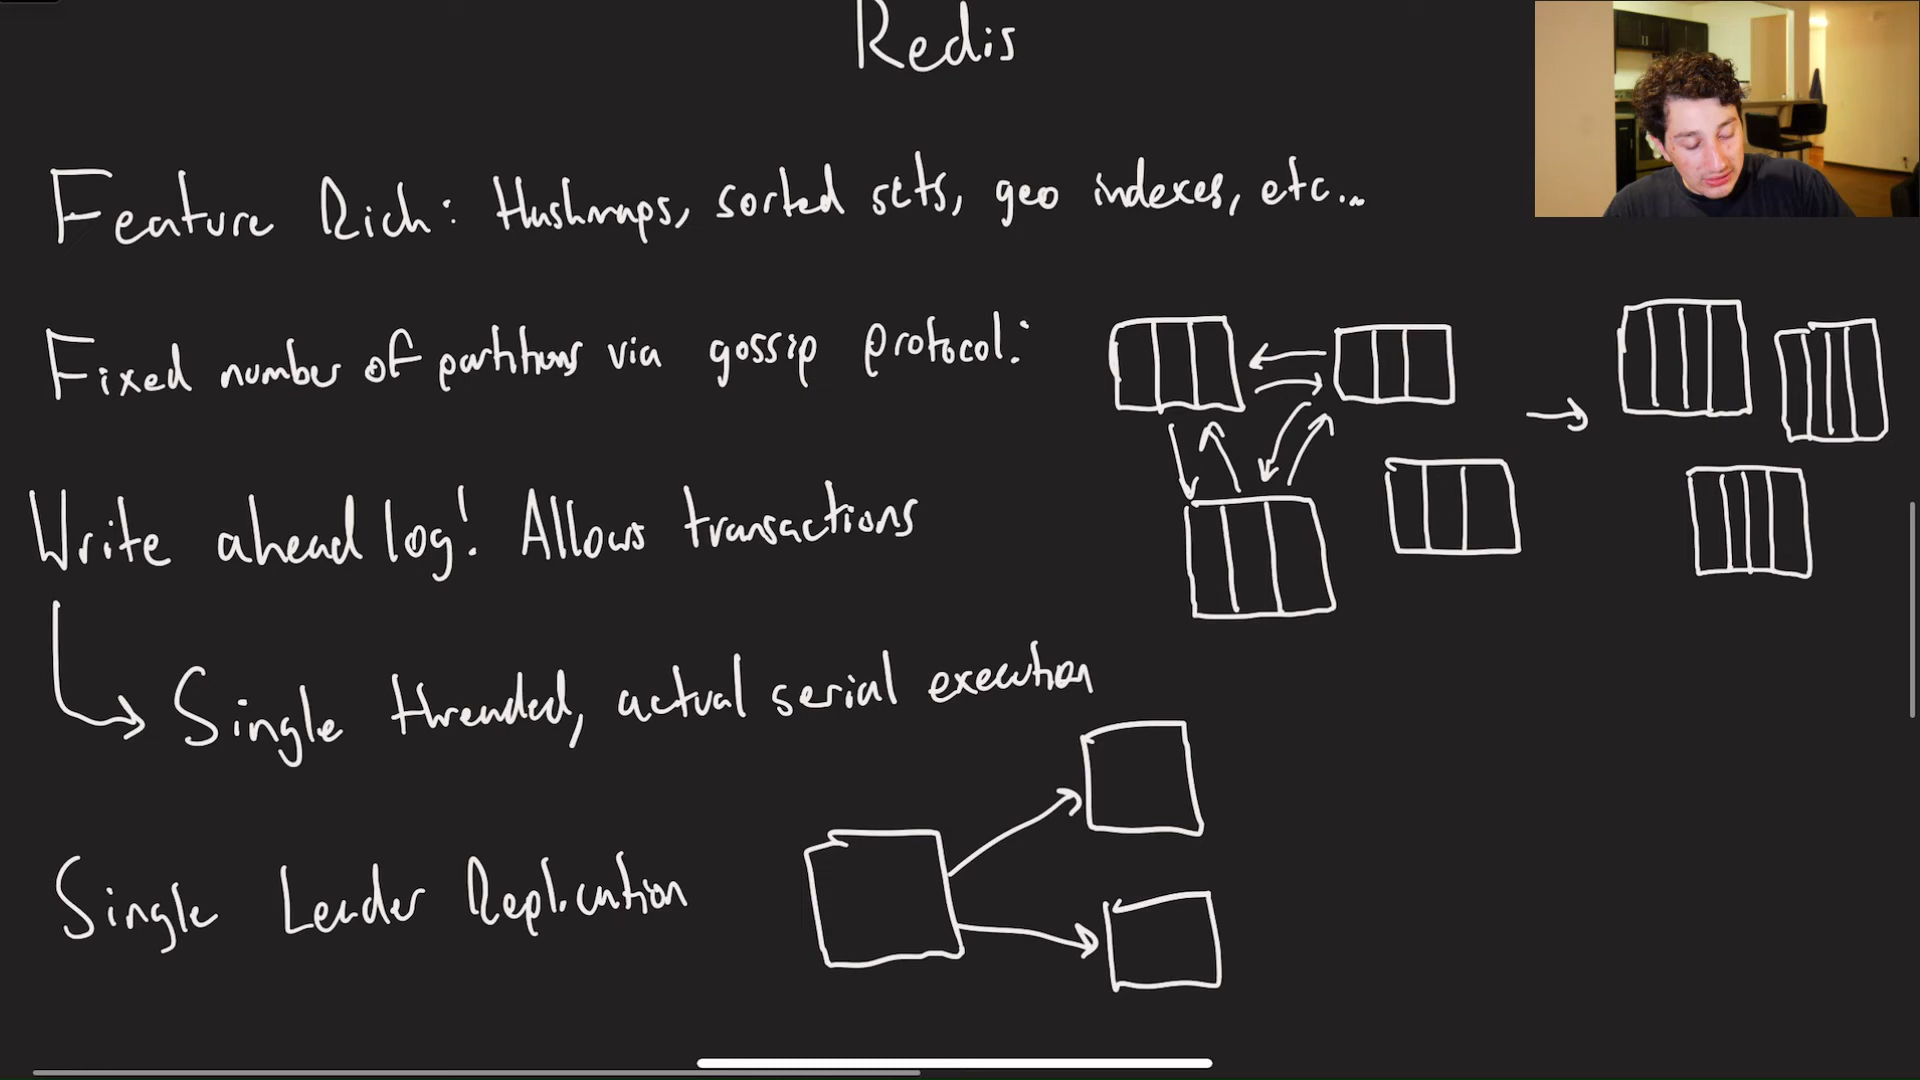 Redis
Feature Rich: Hashmaps, sorted sets, geo indexes, etc...
Fixed number of partitions via gossip protocol:
Write ahead log! Allows transactions
Single threaded, actual serial execution
Single Leader Replication